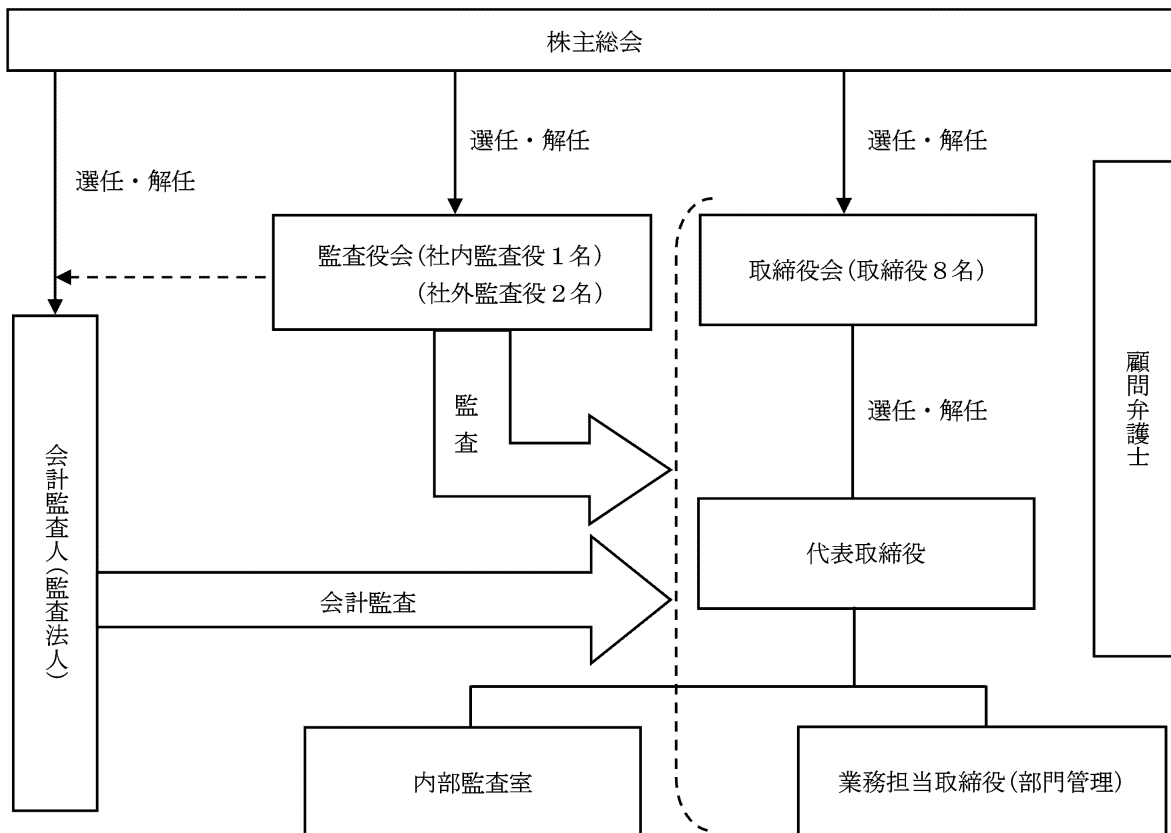 株主総会
選任・解任
選任・解任
選任・解任
監査役会(社内監査役1名)
(社外監査役2名)
取締役会(取締役8名)
顧問弁護士
監査
選任・解任
会計監査人(監査法人)
代表取締役
会計監査
内部監査室
業務担当取締役(部門管理)